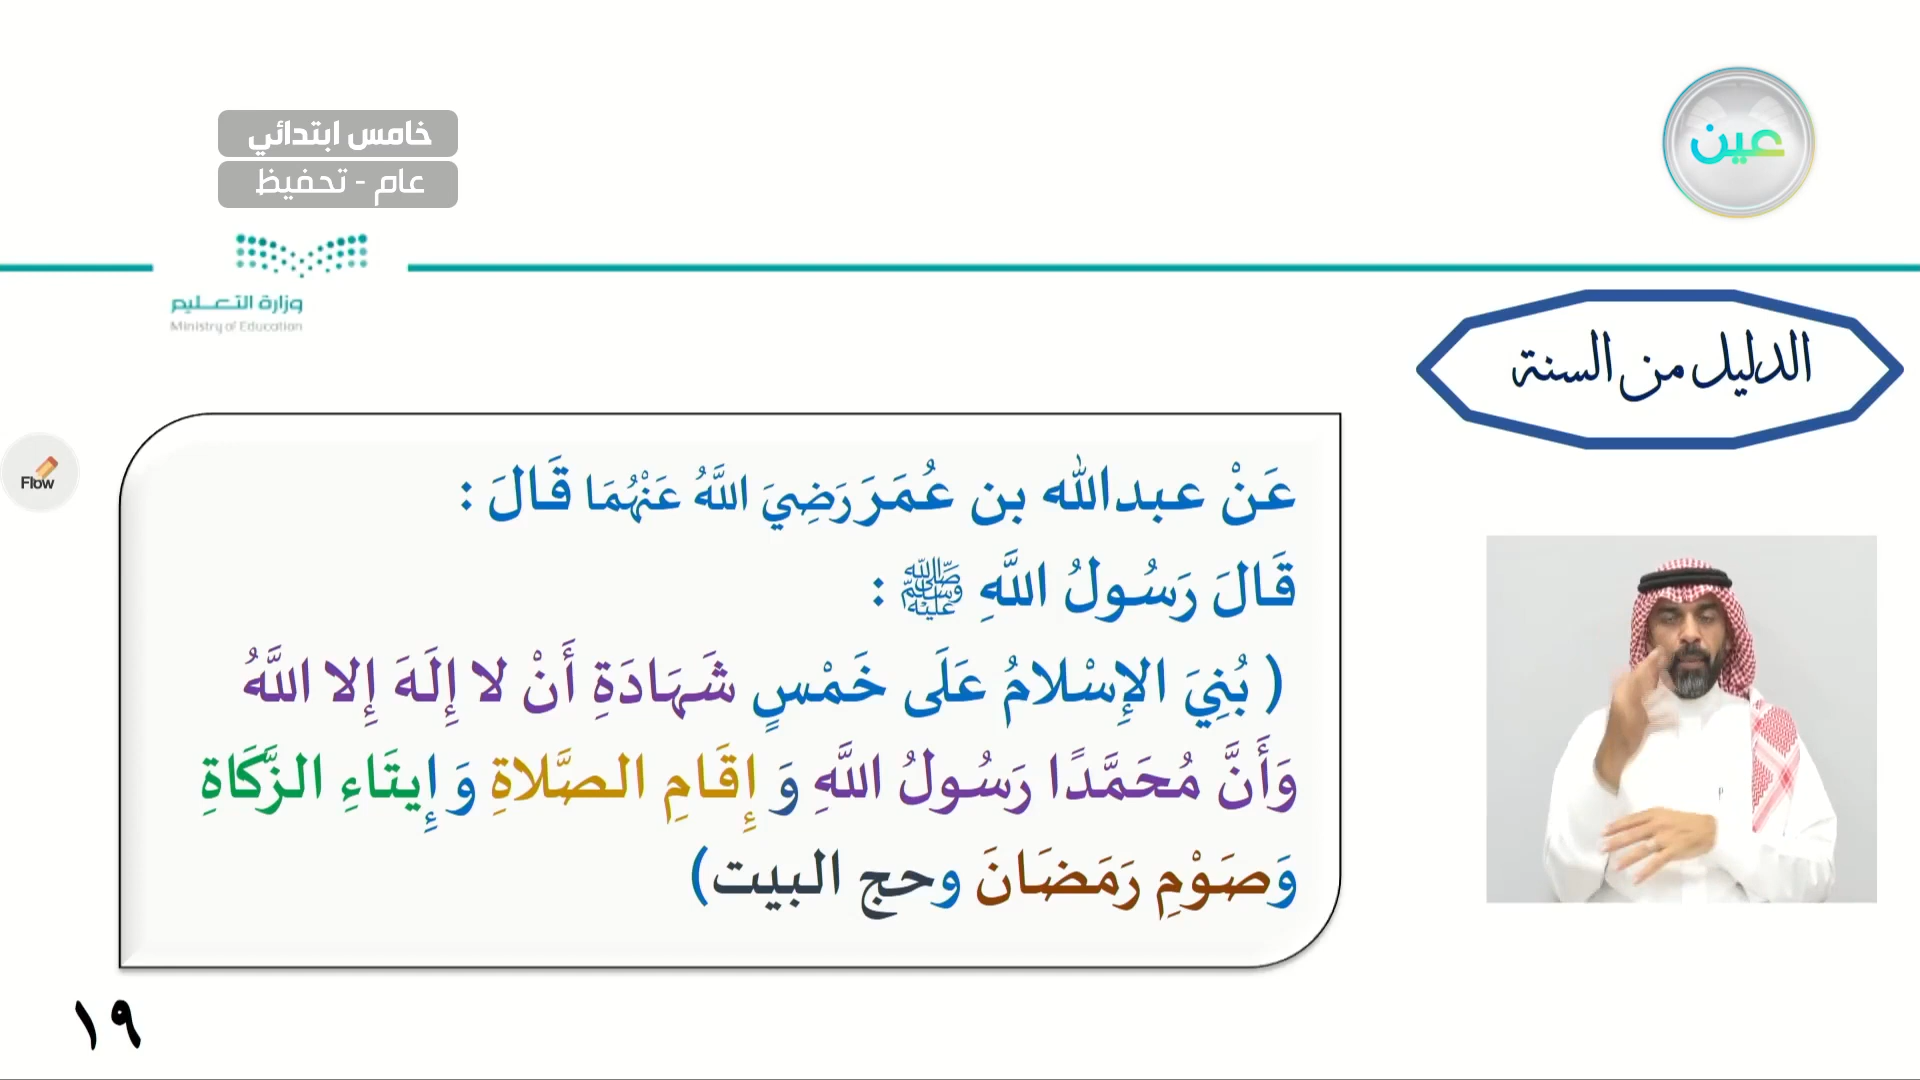 عين
خامس ابتدائي
عام - تحفيظ
وزارة التعليم
Ministry of Education
الدليل من السنة
Flow
عَنْ عبدالله بن عُمَرَ رَضِيَ اللَّهُ عَنْهُمَا قَالَ :
قَالَ رَسُولُ اللَّهِ ﷺ :
( بُنِيَ الإِسْلامُ عَلَى خَمْسٍ شَهَادَةِ أَنْ لا إِلَهَ إِلا اللَّهُ
وَأَنَّ مُحَمَّدًا رَسُولُ اللَّهِ وَ إِقَامِ الصَّلاةِ وَ إِيتَاءِ الزَّكَاةِ
وَصَوْمِ رَمَضَانَ وحج البيت)
١٩